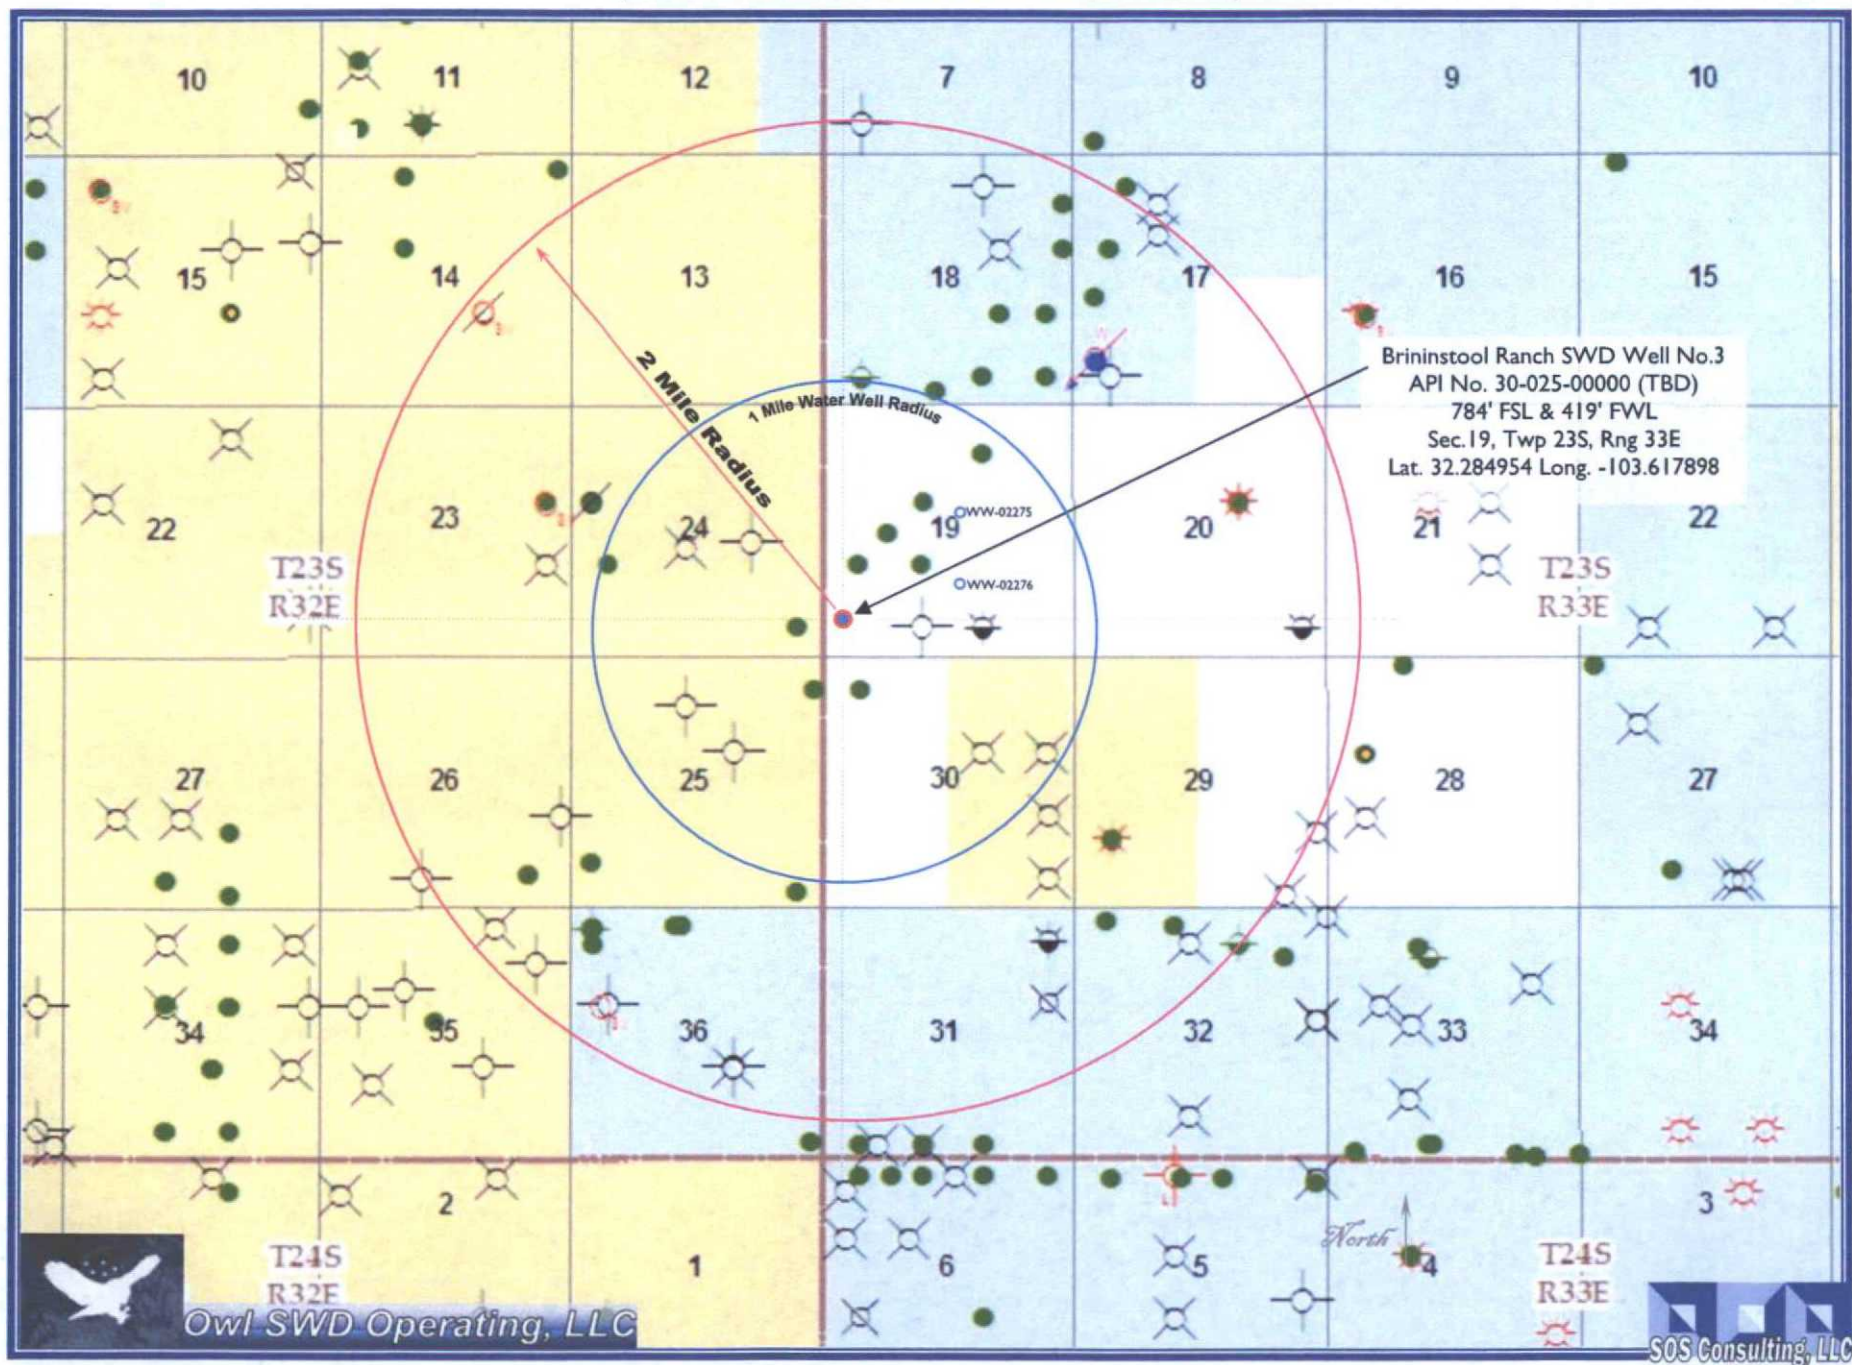 10 11 12 7 8 9 10
15 14 13 18 17 16 15
2 Mile Radius
1 Mile Water Well Radius
Brininstool Ranch SWD Well No.3
API No. 30-025-00000 (TBD)
784' FSL & 419' FWL
Sec.19, Twp 23S, Rng 33E
Lat. 32.284954 Long. -103.617898
22 23 24 19 20 21 22
WW-02275
WW-02276
T23S
R32E
T23S
R33E
27 26 25 30 29 28 27
34 35 36 31 32 33 34
2 1 6 5 4 3
North
T24S
R32E
T24S
R33E
Owl SWD Operating, LLC
SOS Consulting, LLC